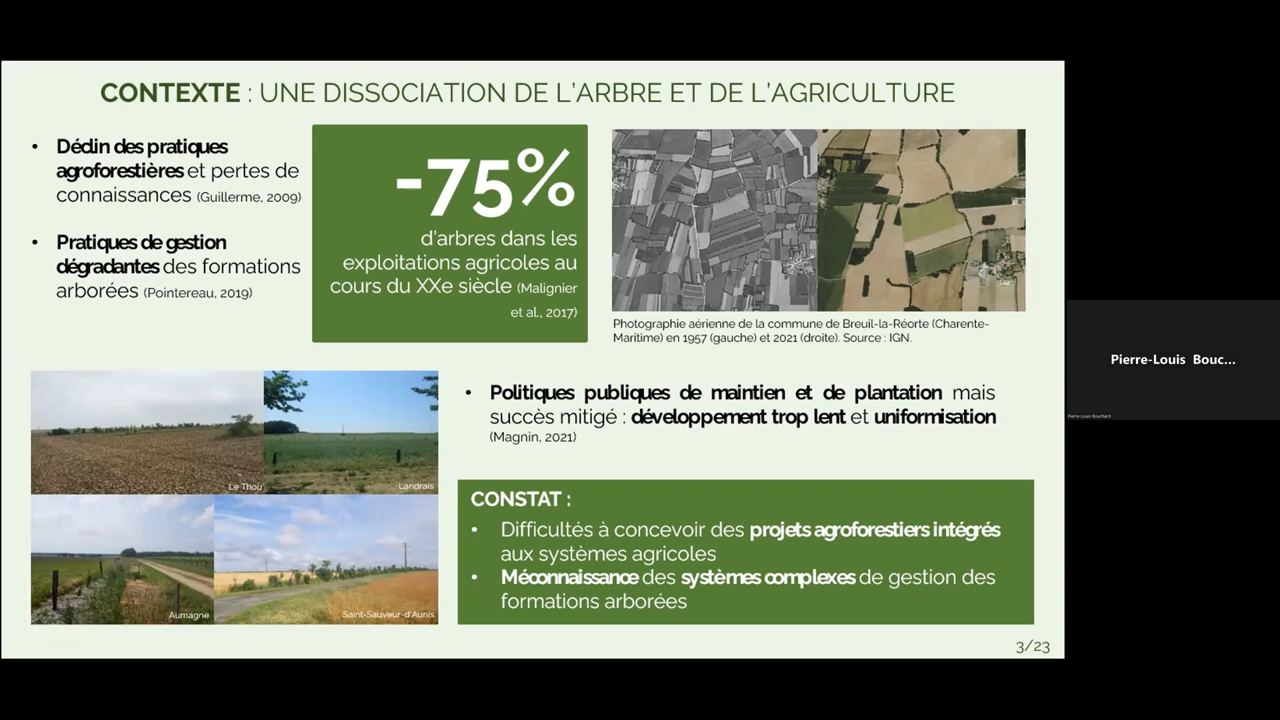 CONTEXTE : UNE DISSOCIATION DE L'ARBRE ET DE L'AGRICULTURE
• Déclin des pratiques
agroforestières et pertes de
connaissances (Guillerme, 2009)
• Pratiques de gestion
dégradantes des formations
arborées (Pointereau, 2019)
-75%
d'arbres dans les
exploitations agricoles au
cours du XXe siècle (Malignier
et al., 2017)
Photographie aérienne de la commune de Breuil-la-Réorte (Charente-
Maritime) en 1957 (gauche) et 2021 (droite). Source : IGN.
Le Thou
Landrais
Aumagne
Saint-Sauveur-d'Aunis
• Politiques publiques de maintien et de plantation mais
succès mitigé : développement trop lent et uniformisation
(Magnin, 2021)
CONSTAT :
• Difficultés à concevoir des projets agroforestiers intégrés
aux systèmes agricoles
• Méconnaissance des systèmes complexes de gestion des
formations arborées
3/23
Pierre-Louis Bouc...
Pierre-Louis Bouchard